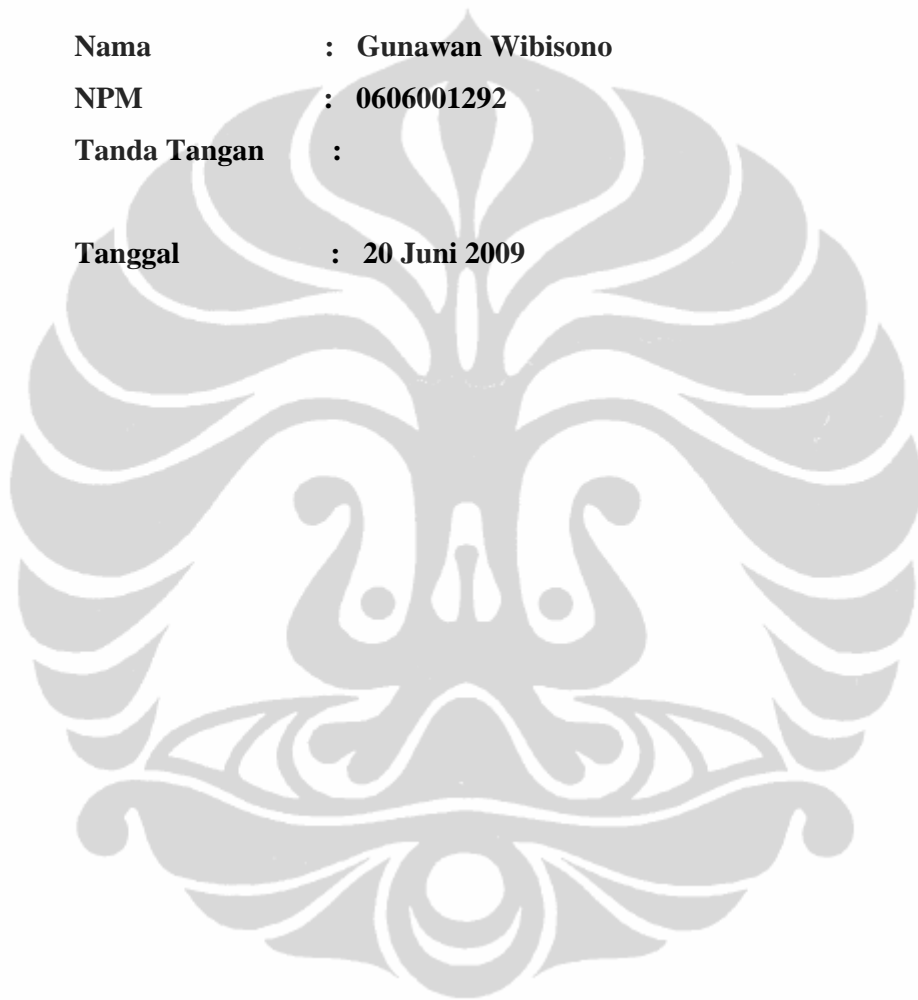 Nama : Gunawan Wibisono
NPM : 0606001292
Tanda Tangan :
Tanggal : 20 Juni 2009